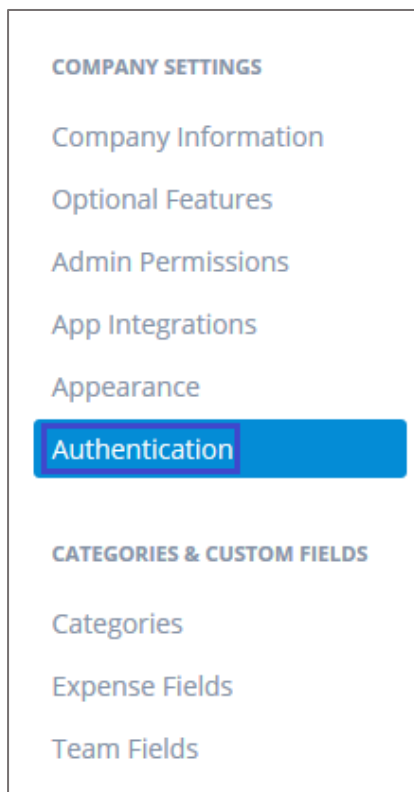 COMPANY SETTINGS
Company Information
Optional Features
Admin Permissions
App Integrations
Appearance
Authentication
CATEGORIES & CUSTOM FIELDS
Categories
Expense Fields
Team Fields